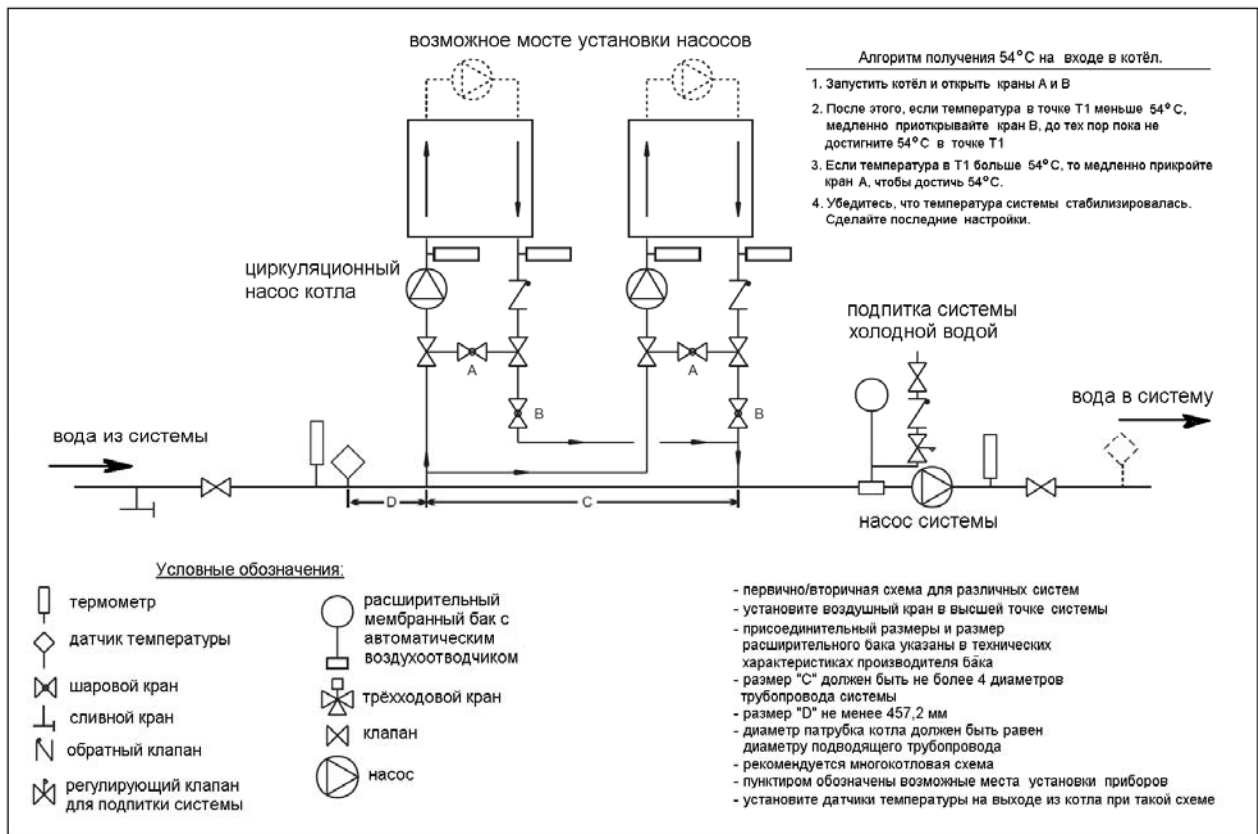 возможное мосте установки насосов
Алгоритм получения 54°С на входе в котёл.
1. Запустить котёл и открыть краны А и В
2. После этого, если температура в точке Т1 меньше 54°С,
медленно приоткрывайте кран В, до тех пор пока не
достигните 54°С в точке Т1
3. Если температура в Т1 больше 54°С, то медленно прикройте
кран А, чтобы достичь 54°С.
4. Убедитесь, что температура системы стабилизировалась.
Сделайте последние настройки.
циркуляционный
насос котла
подпитка системы
холодной водой
A
A
B
B
вода из системы
вода в систему
D
C
насос системы
Условные обозначения:
термометр
датчик температуры
шаровой кран
сливной кран
обратный клапан
регулирующий клапан
для подпитки системы
расширительный
мембранный бак с
автоматическим
воздухоотводчиком
трёхходовой кран
клапан
насос
- первично/вторичная схема для различных систем
- установите воздушный кран в высшей точке системы
- присоединительный размеры и размер
расширительного бака указаны в технических
характеристиках производителя бака
- размер "С" должен быть не более 4 диаметров
трубопровода системы
- размер "D" не менее 457,2 мм
- диаметр патрубка котла должен быть равен
диаметру подводящего трубопровода
- рекомендуется многокотловая схема
- пунктиром обозначены возможные места установки приборов
- установите датчики температуры на выходе из котла при такой схеме